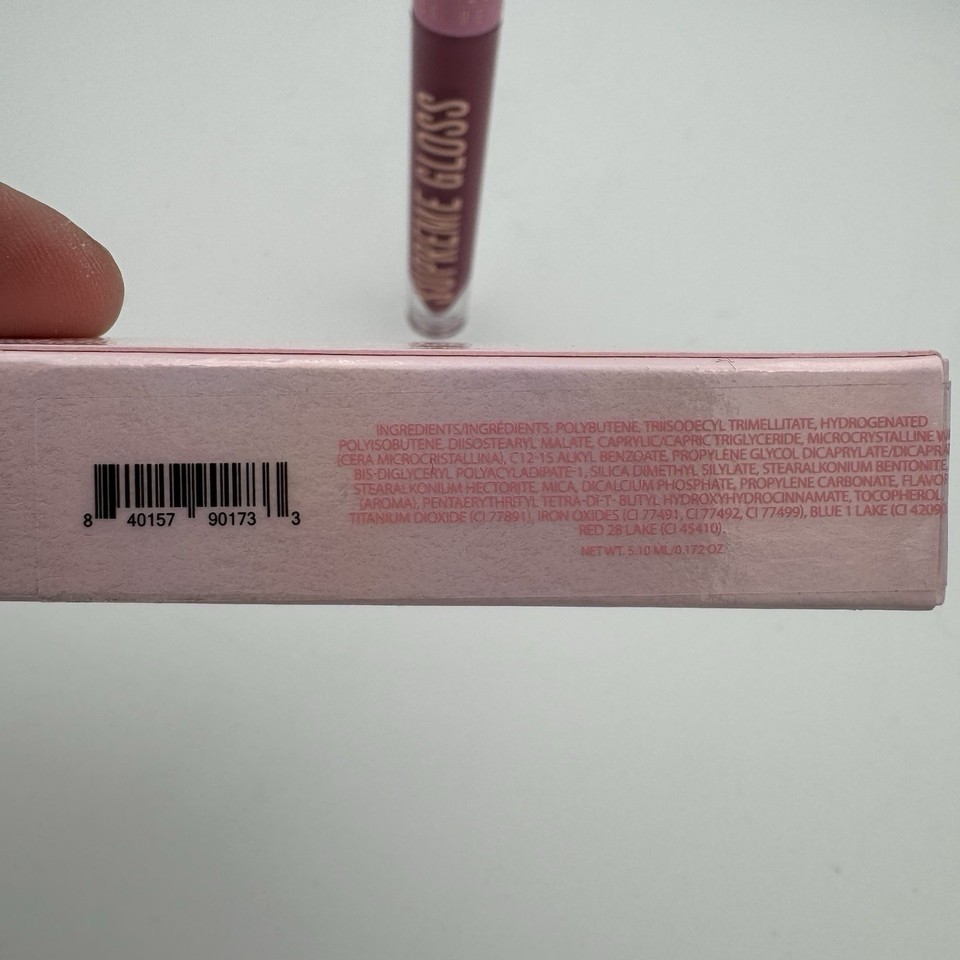 SUPREME GLOSS
INGREDIENTS/INGRÉDIENTS: POLYBUTENE, TRIISODECYL TRIMELLITATE, HYDROGENATED
POLYISOBUTENE, DIISOSTEARYL MALATE, CAPRYLIC/CAPRIC TRIGLYCERIDE, MICROCRYSTALLINE
(CERA MICROCRISTALLINA), C12-15 ALKYL BENZOATE, PROPYLENE GLYCOL DICAPRYLATE/DICAPRA
BIS-DIGLYCERYL POLYACYLADIPATE-1, SILICA DIMETHYL SILYLATE, STEARALKONIUM BENTONITE
STEARALKONIUM HECTORITE, MICA, DICALCIUM PHOSPHATE, PROPYLENE CARBONATE, FLAVO
(AROMA), PENTAERYTHRITYL TETRA-DI-T- BUTYL HYDROXYHYDROCINNAMATE, TOCOPHEROL,
TITANIUM DIOXIDE (CI 77891), IRON OXIDES (CI 77491, CI 77492, CI 77499), BLUE 1 LAKE (CI 42090
RED 28 LAKE (CI 45410).
NET WT. 5.10 ML/0.172 OZ
8 40157 90173 3